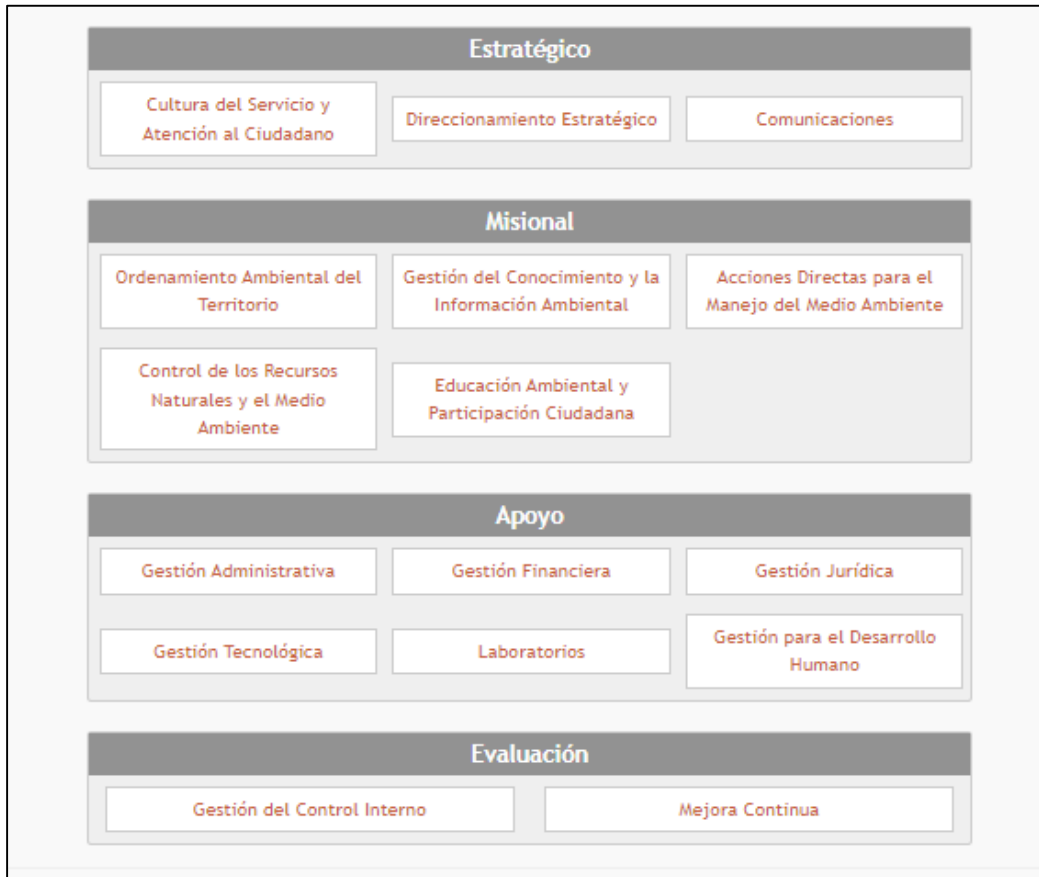 Estratégico
Cultura del Servicio y
Atención al Ciudadano
Direccionamiento Estratégico
Comunicaciones
Misional
Ordenamiento Ambiental del
Territorio
Gestión del Conocimiento y la
Información Ambiental
Acciones Directas para el
Manejo del Medio Ambiente
Control de los Recursos
Naturales y el Medio
Ambiente
Educación Ambiental y
Participación Ciudadana
Apoyo
Gestión Administrativa
Gestión Financiera
Gestión Jurídica
Gestión Tecnológica
Laboratorios
Gestión para el Desarrollo
Humano
Evaluación
Gestión del Control Interno
Mejora Continua